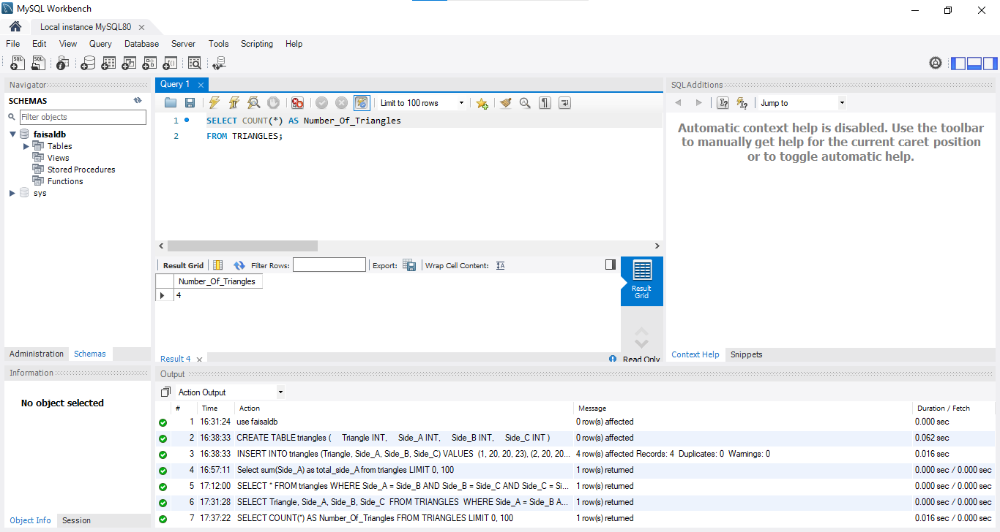 MySQL Workbench
Local instance MySQL80
File Edit View Query Database Server Tools Scripting Help
Navigator
SCHEMAS
Filter objects
faisaldb
Tables
Views
Stored Procedures
Functions
sys
Administration Schemas
Information
No object selected
Object Info Session
Query 1
Limit to 100 rows
1 SELECT COUNT(*) AS Number_Of_Triangles
2 FROM TRIANGLES;
Result Grid Filter Rows: Export: Wrap Cell Content:
Number_Of_Triangles
4
Result
Grid
Result 4
Read Only
SQLAdditions
Jump to
Automatic context help is disabled. Use the toolbar
to manually get help for the current caret position
or to toggle automatic help.
Context Help Snippets
Output
Action Output
# Time Action Message Duration / Fetch
1 16:31:24 use faisaldb 0 row(s) affected 0.000 sec
2 16:38:33 CREATE TABLE triangles ( Triangle INT, Side_A INT, Side_B INT, Side_C INT ) 0 row(s) affected 0.062 sec
3 16:38:33 INSERT INTO triangles (Triangle, Side_A, Side_B, Side_C) VALUES (1, 20, 20, 23), (2, 20, 20... 4 row(s) affected Records: 4 Duplicates: 0 Warnings: 0 0.016 sec
4 16:57:11 Select sum(Side_A) as total_side_A from triangles LIMIT 0, 100 1 row(s) returned 0.000 sec / 0.000 sec
5 17:12:00 SELECT * FROM triangles WHERE Side_A = Side_B AND Side_B = Side_C AND Side_C = Si... 1 row(s) returned 0.000 sec / 0.000 sec
6 17:31:28 SELECT Triangle, Side_A, Side_B, Side_C FROM TRIANGLES WHERE Side_A = Side_B A... 1 row(s) returned 0.000 sec / 0.000 sec
7 17:37:22 SELECT COUNT(*) AS Number_Of_Triangles FROM TRIANGLES LIMIT 0, 100 1 row(s) returned 0.016 sec / 0.000 sec